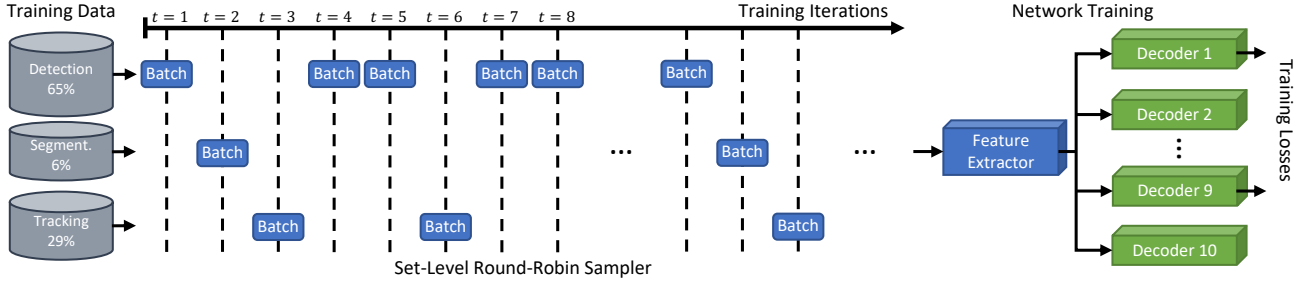 Training Data
t = 1 t = 2 t = 3 t = 4 t = 5 t = 6 t = 7 t = 8
Training Iterations
Network Training
Detection
65%
Batch Batch Batch Batch Batch Batch
Segment.
6%
Batch Batch
...
...
Tracking
29%
Batch Batch Batch
Set-Level Round-Robin Sampler
Feature
Extractor
Decoder 1
Decoder 2
...
Decoder 9
Decoder 10
Training Losses